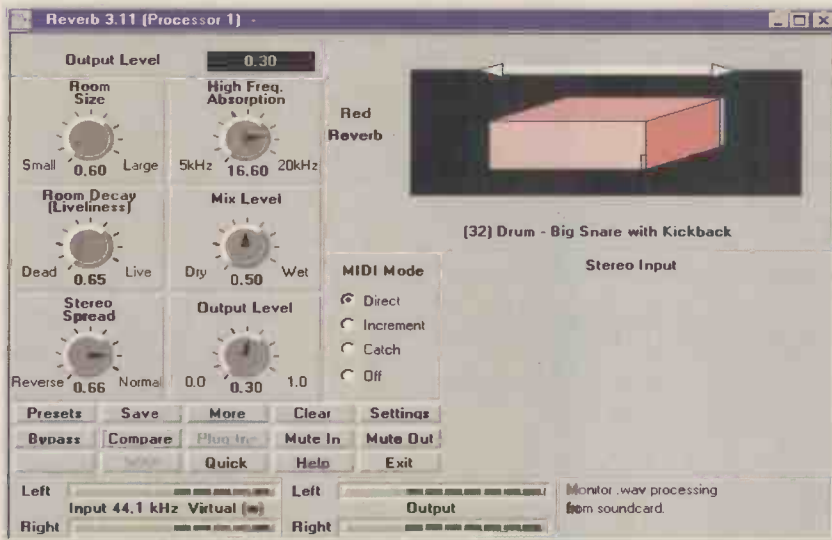 Reverb 3.11 (Processor 1) -
Output Level 0.30
Room Size
Small 0.60 Large
High Freq. Absorption
5kHz 16.60 20kHz
Room Decay (Liveliness)
Dead 0.65 Live
Mix Level
Dry 0.50 Wet
Stereo Spread
Reverse 0.66 Normal
Output Level
0.0 0.30 1.0
Red Reverb
(32) Drum - Big Snare with Kickback
MIDI Mode
Direct
Increment
Catch
Off
Stereo Input
Presets Save More Clear Settings
Bypass Compare Plug-Ins Mute In Mute Out
Quick Help Exit
Left
Input 44.1 kHz Virtual
Right
Left
Output
Right
Monitor .wav processing
from soundcard.